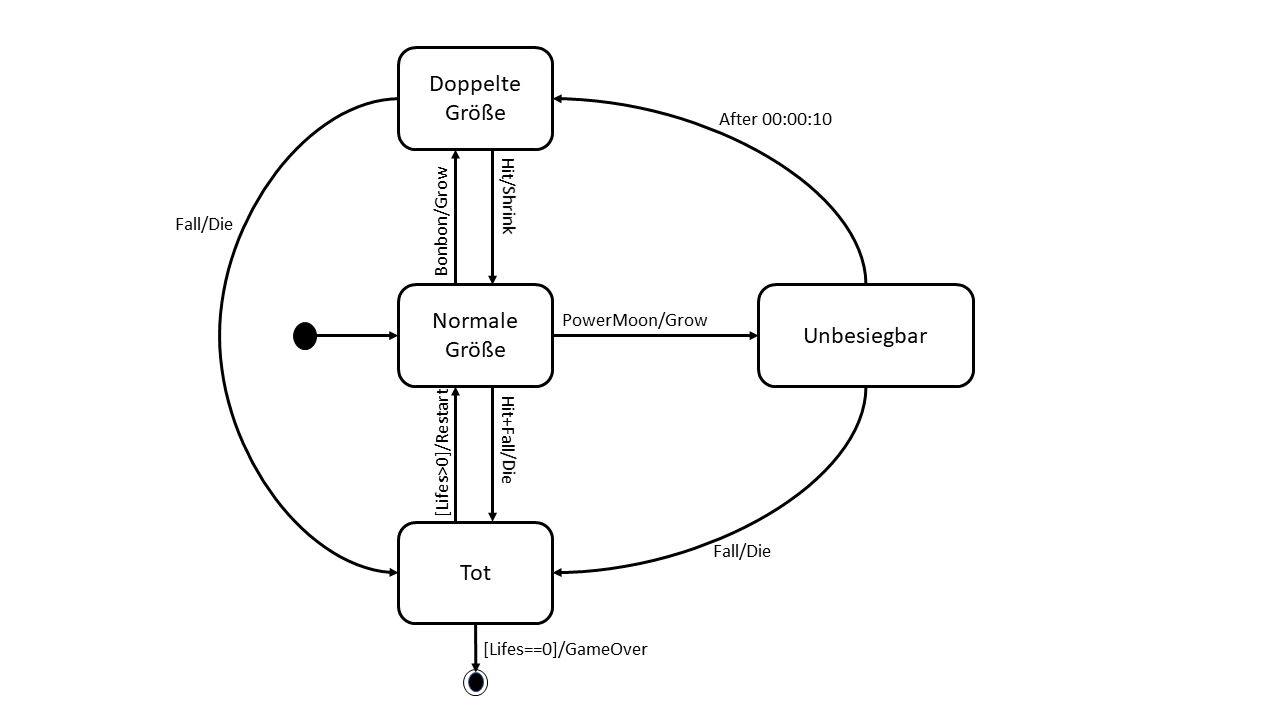 Doppelte
Größe
After 00:00:10
Bonbon/Grow
Hit/Shrink
Fall/Die
Normale
Größe
PowerMoon/Grow
Unbesiegbar
[Lifes>0]/Restart
Hit+Fall/Die
Tot
Fall/Die
[Lifes==0]/GameOver